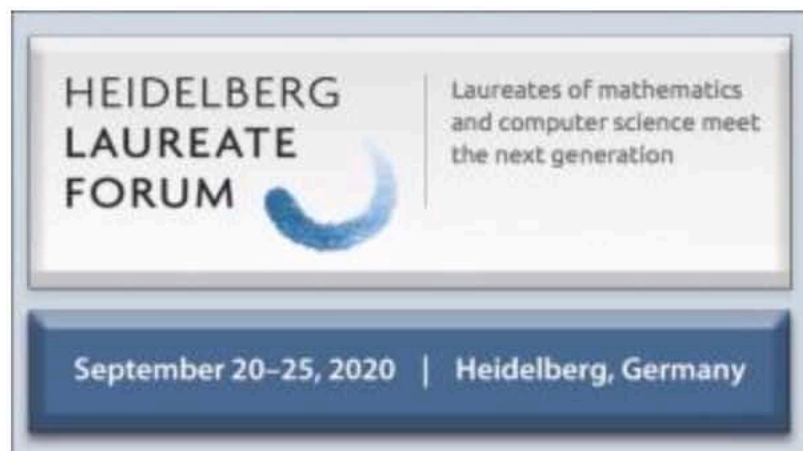 HEIDELBERG
LAUREATE
FORUM
Laureates of mathematics
and computer science meet
the next generation
September 20–25, 2020 | Heidelberg, Germany